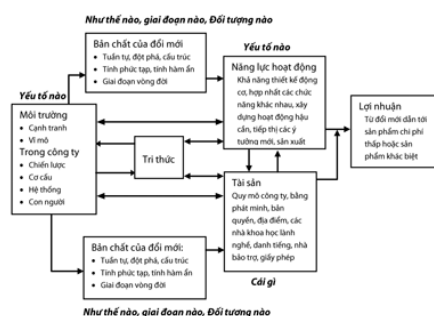 Như thế nào, giai đoạn nào, Đối tượng nào
Bản chất của đổi mới
• Tuần tự, đột phá, cấu trúc
• Tính phức tạp, tính hàm ẩn
• Giai đoạn vòng đời
Yếu tố nào
Năng lực hoạt động
Khả năng thiết kế động
cơ, hợp nhất các chức
năng khác nhau, xây
dựng hoạt động hậu
cần, tiếp thị các ý
tưởng mới, sản xuất
Lợi nhuận
Từ đổi mới dẫn tới
sản phẩm chi phí
thấp hoặc sản
phẩm khác biệt
Yếu tố nào
Môi trường
• Cạnh tranh
• Vĩ mô
Trong công ty
• Chiến lược
• Cơ cấu
• Hệ thống
• Con người
Tri thức
Tài sản
Quy mô công ty, bằng
phát minh, bản
quyền, địa điểm, các
nhà khoa học lành
nghề, danh tiếng, nhà
bảo trợ, giấy phép
Cái gì
Bản chất của đổi mới:
• Tuần tự, đột phá, cấu trúc
• Tính phức tạp, tính hàm ẩn
• Giai đoạn vòng đời
Như thế nào, giai đoạn nào, Đối tượng nào